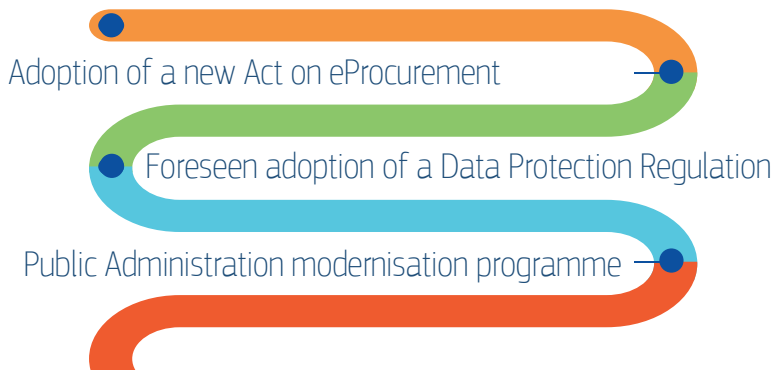 Adoption of a new Act on eProcurement
Foreseen adoption of a Data Protection Regulation
Public Administration modernisation programme